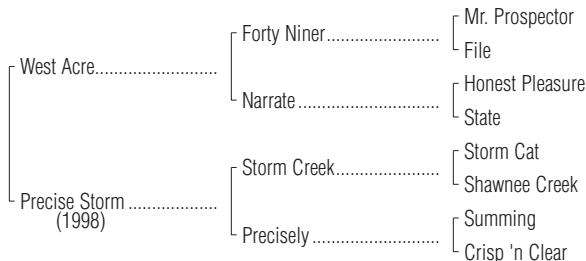 Mr. Prospector
Forty Niner........................
File
West Acre..........................
Honest Pleasure
Narrate ..............................
State
Storm Cat
Storm Creek......................
Shawnee Creek
Precise Storm ...................
(1998)
Summing
Precisely ...........................
Crisp 'n Clear